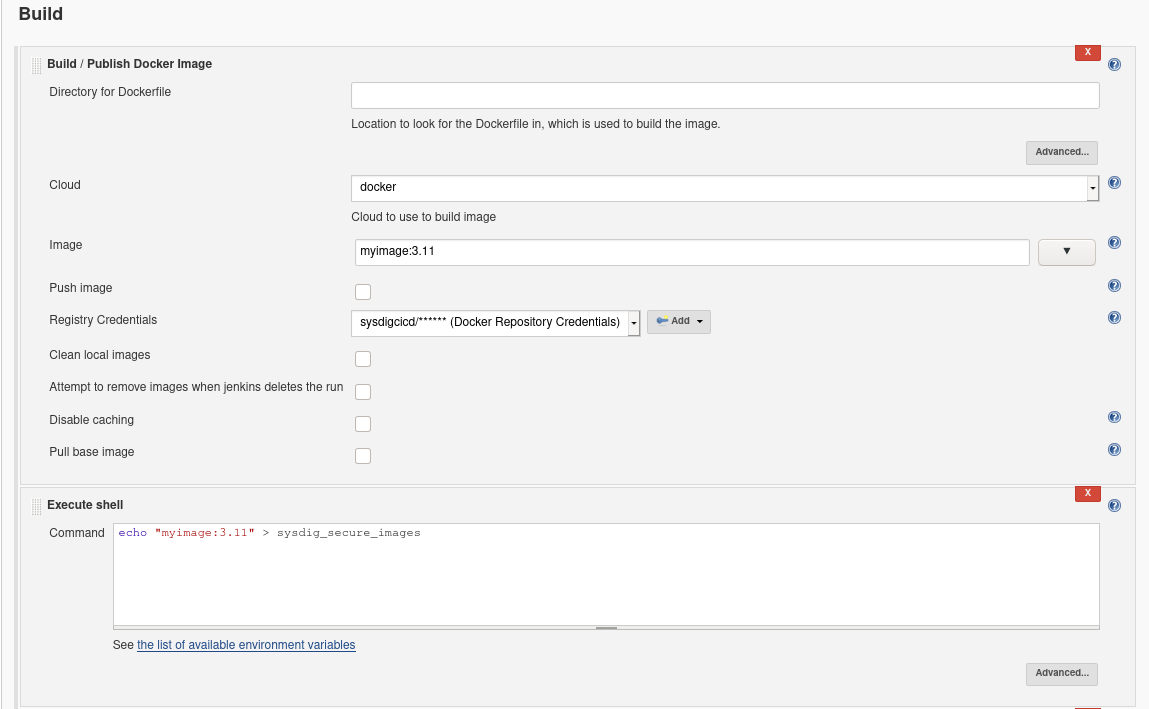 Build
X
Build / Publish Docker Image
Directory for Dockerfile
Location to look for the Dockerfile in, which is used to build the image.
Advanced...
Cloud
docker
Cloud to use to build image
Image
myimage:3.11
▼
Push image
Registry Credentials
sysdigcicd/****** (Docker Repository Credentials)
Add
Clean local images
Attempt to remove images when jenkins deletes the run
Disable caching
Pull base image
X
Execute shell
Command
echo "myimage:3.11" > sysdig_secure_images
See the list of available environment variables
Advanced...